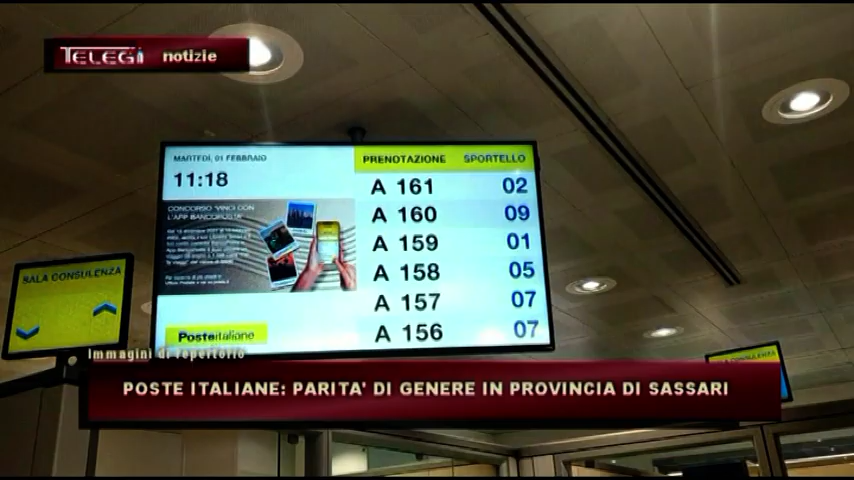 TELEGI notizie
MARTEDÌ, 01 FEBBRAIO
11:18
PRENOTAZIONE SPORTELLO
A 161 02
A 160 09
A 159 01
A 158 05
A 157 07
A 156 07
CONCORSO "VINCI CON
L'APP BANCOPOSTA"
Posteitaliane
SALA CONSULENZA
CONSULENZA
Immagini di repertorio
POSTE ITALIANE: PARITA' DI GENERE IN PROVINCIA DI SASSARI